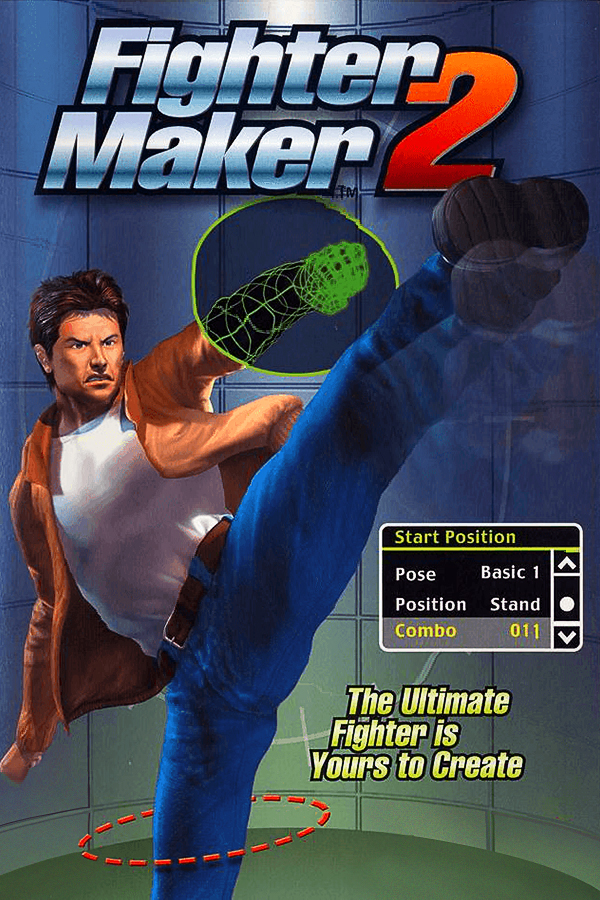 Fighter
Maker 2
TM
Start Position
Pose Basic 1
Position Stand
Combo 011
The Ultimate
Fighter is
Yours to Create